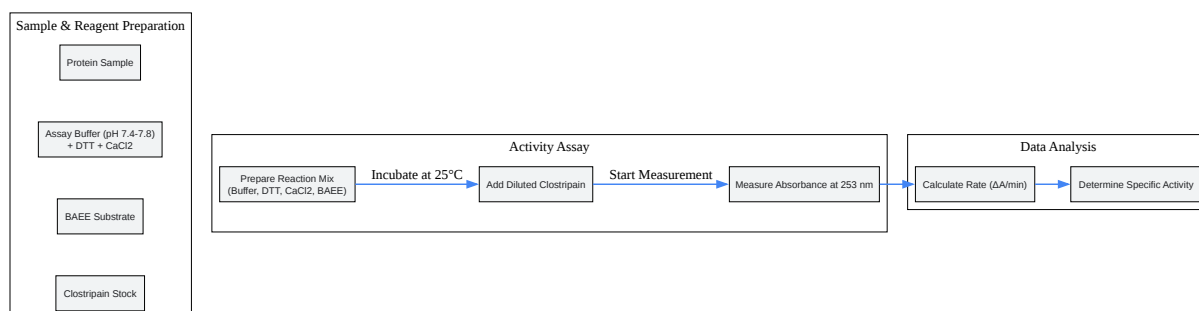 Sample & Reagent Preparation
Protein Sample
Assay Buffer (pH 7.4-7.8)
+ DTT + CaCl2
BAEE Substrate
Clostripain Stock
Activity Assay
Prepare Reaction Mix
(Buffer, DTT, CaCl2, BAEE)
Incubate at 25°C
Add Diluted Clostripain
Start Measurement
Measure Absorbance at 253 nm
Data Analysis
Calculate Rate (ΔA/min)
Determine Specific Activity